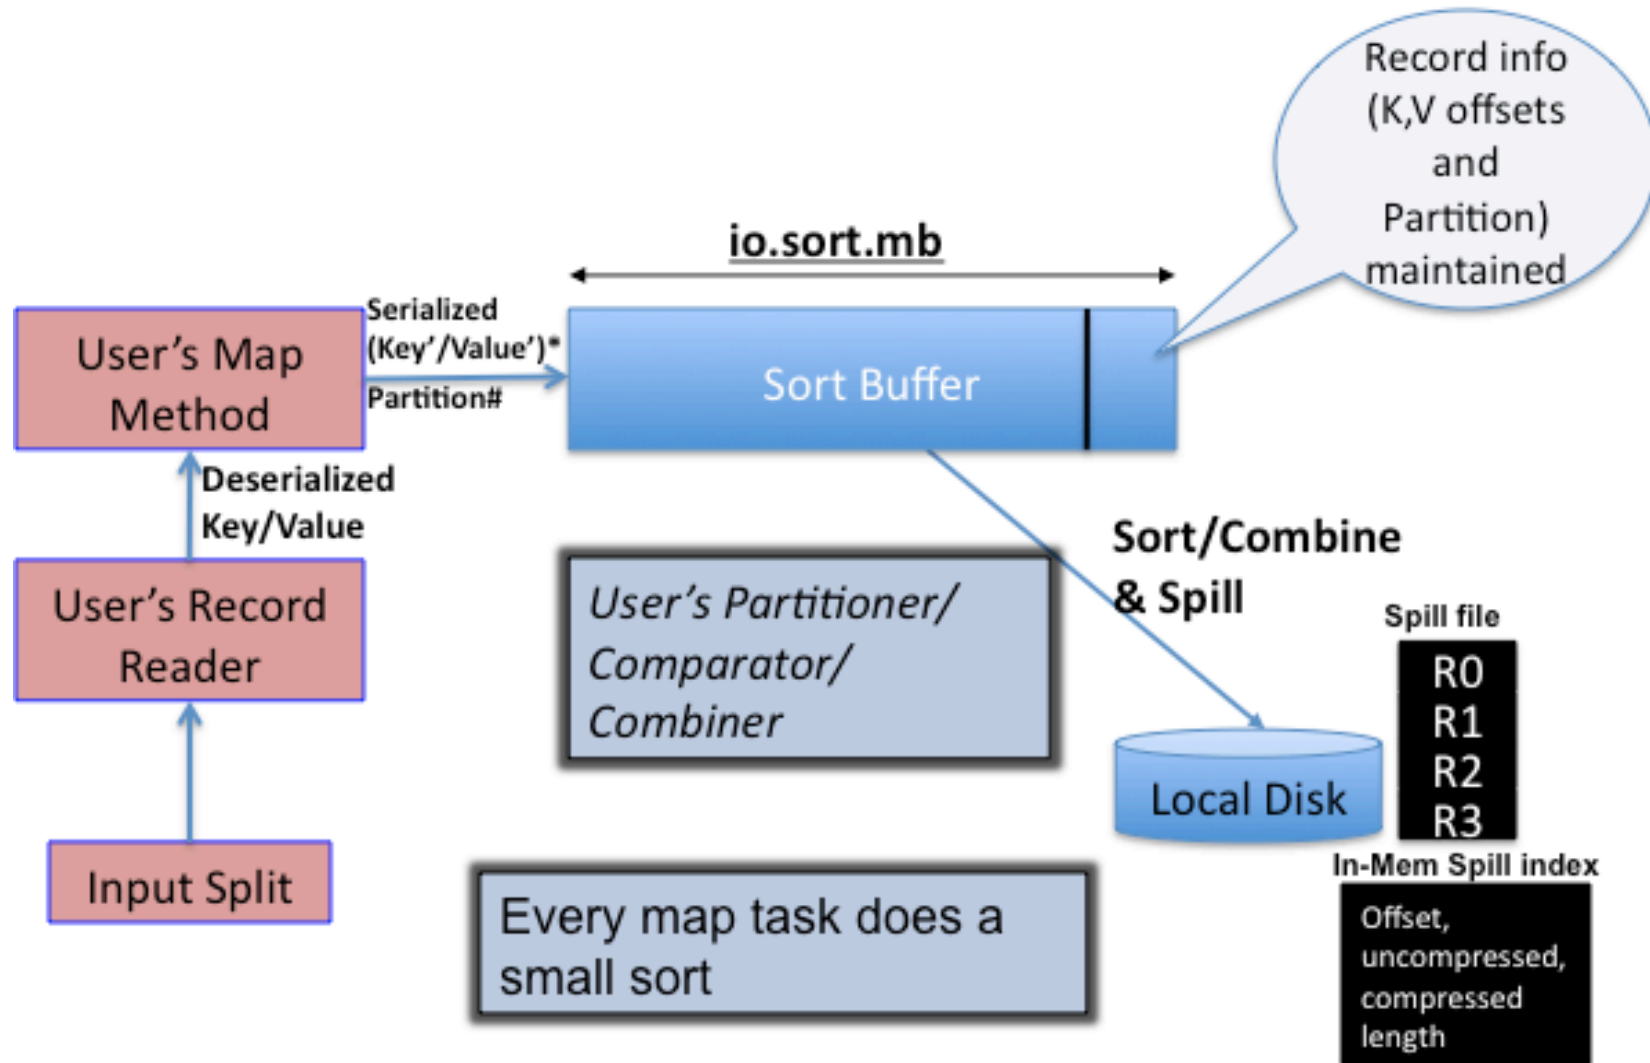 Record info
(K,V offsets
and
Partition)
maintained
io.sort.mb
User’s Map
Method
Serialized
(Key’/Value’)*
Partition#
Sort Buffer
Deserialized
Key/Value
User’s Record
Reader
Input Split
User’s Partitioner/
Comparator/
Combiner
Sort/Combine
& Spill
Local Disk
Spill file
R0
R1
R2
R3
In-Mem Spill index
Offset,
uncompressed,
compressed
length
Every map task does a
small sort